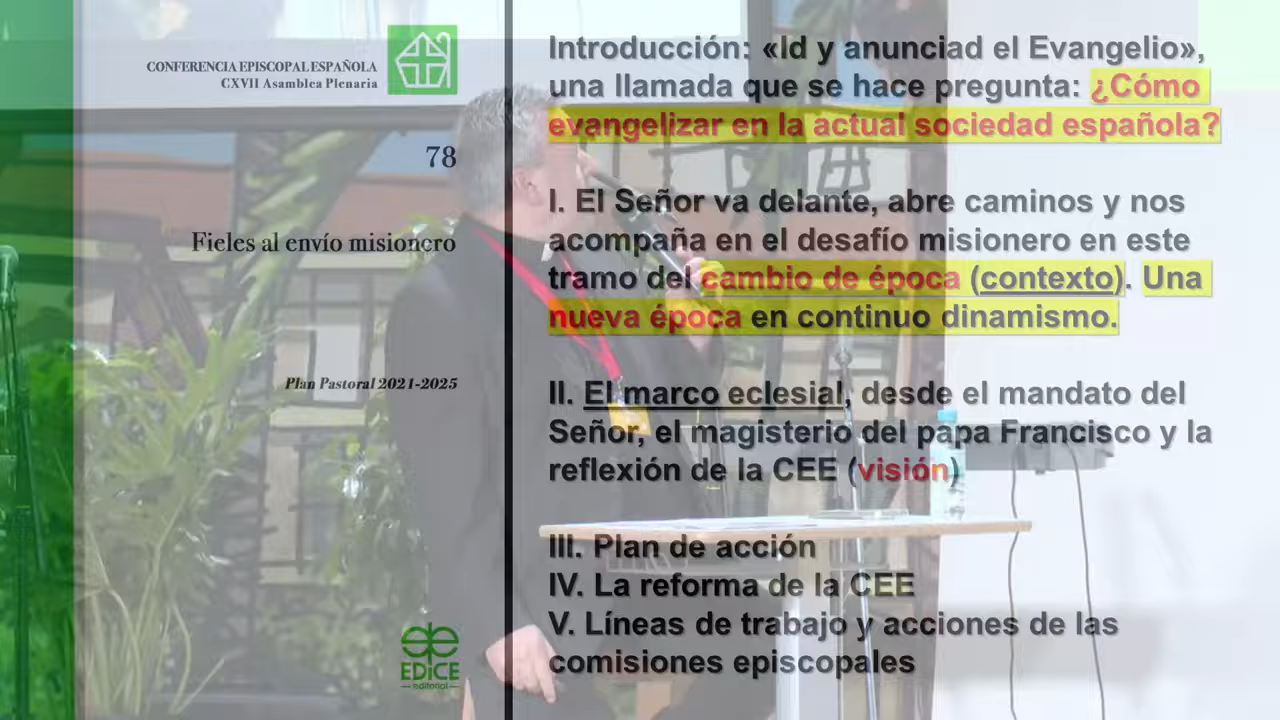 CONFERENCIA EPISCOPAL ESPAÑOLA
CXVII Asamblea Plenaria
78
Fieles al envío misionero
Plan Pastoral 2021-2025
EDICE
editorial
Introducción: «Id y anunciad el Evangelio»,
una llamada que se hace pregunta: ¿Cómo
evangelizar en la actual sociedad española?
I. El Señor va delante, abre caminos y nos
acompaña en el desafío misionero en este
tramo del cambio de época (contexto). Una
nueva época en continuo dinamismo.
II. El marco eclesial, desde el mandato del
Señor, el magisterio del papa Francisco y la
reflexión de la CEE (visión)
III. Plan de acción
IV. La reforma de la CEE
V. Líneas de trabajo y acciones de las
comisiones episcopales